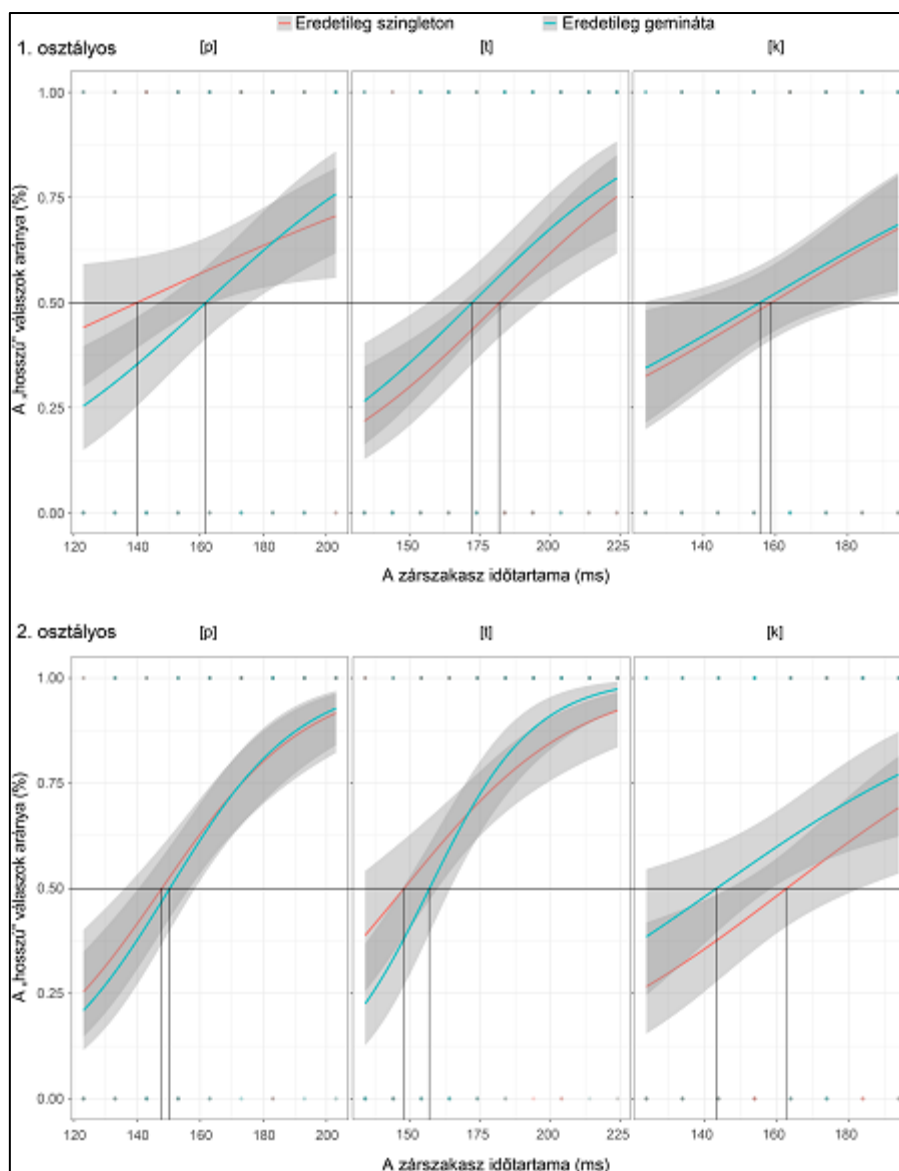 Eredetileg szingleton Eredetileg gemináta
1. osztályos [p] [t] [k]
A „hosszú” válaszok aránya (%)
1.00
0.75
0.50
0.25
0.00
120 140 160 180 200 150 175 200 225 140 160 180
A zárszakasz időtartama (ms)
2. osztályos [p] [t] [k]
A „hosszú” válaszok aránya (%)
1.00
0.75
0.50
0.25
0.00
120 140 160 180 200 150 175 200 225 140 160 180
A zárszakasz időtartama (ms)